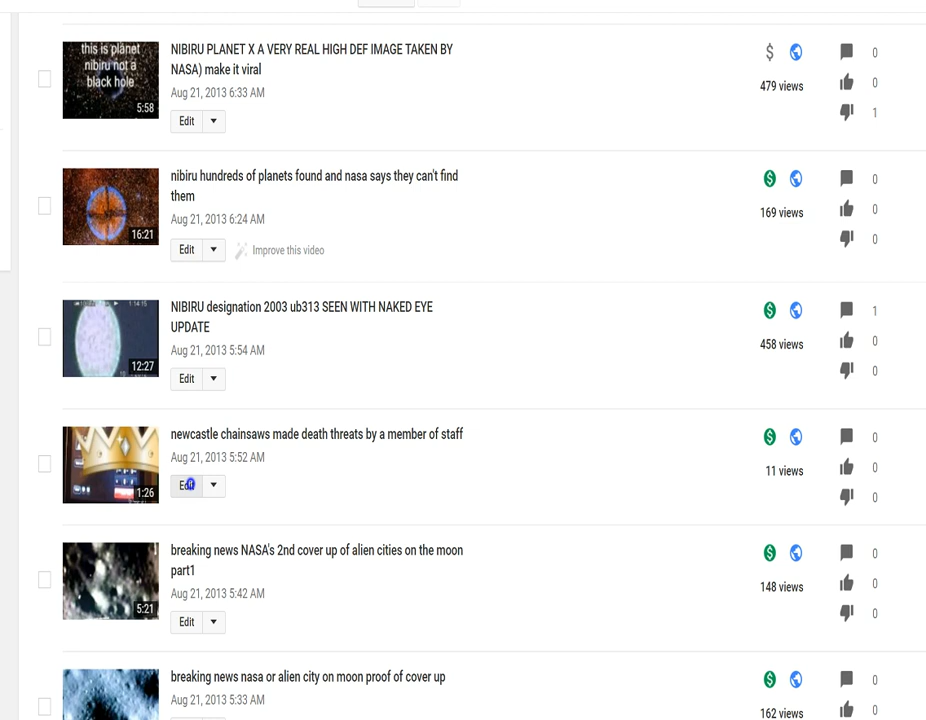 this is planet
nibiru not a
black hole
5:58
NIBIRU PLANET X A VERY REAL HIGH DEF IMAGE TAKEN BY
NASA) make it viral
Aug 21, 2013 6:33 AM
Edit
479 views
0
0
1
16:21
nibiru hundreds of planets found and nasa says they can't find
them
Aug 21, 2013 6:24 AM
Edit
Improve this video
169 views
0
0
0
1:14:15
12:27
NIBIRU designation 2003 ub313 SEEN WITH NAKED EYE
UPDATE
Aug 21, 2013 5:54 AM
Edit
458 views
1
0
0
1:26
newcastle chainsaws made death threats by a member of staff
Aug 21, 2013 5:52 AM
Edit
11 views
0
0
0
5:21
breaking news NASA's 2nd cover up of alien cities on the moon
part1
Aug 21, 2013 5:42 AM
Edit
148 views
0
0
0
breaking news nasa or alien city on moon proof of cover up
Aug 21, 2013 5:33 AM
162 views
0
0